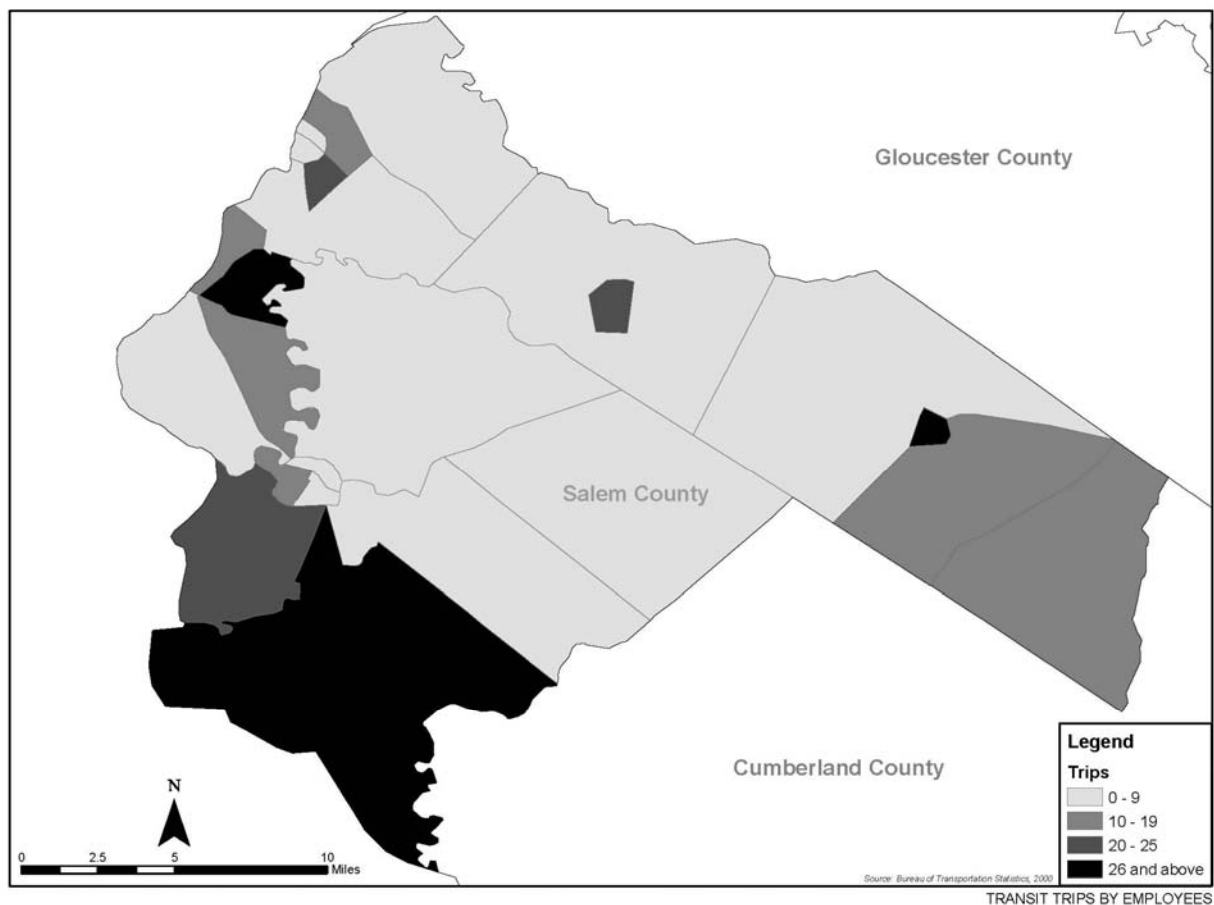 Gloucester County
Salem County
Cumberland County
N
0 2.5 5 10
Miles
Legend
Trips
0 - 9
10 - 19
20 - 25
26 and above
Source: Bureau of Transportation Statistics, 2000
TRANSIT TRIPS BY EMPLOYEES